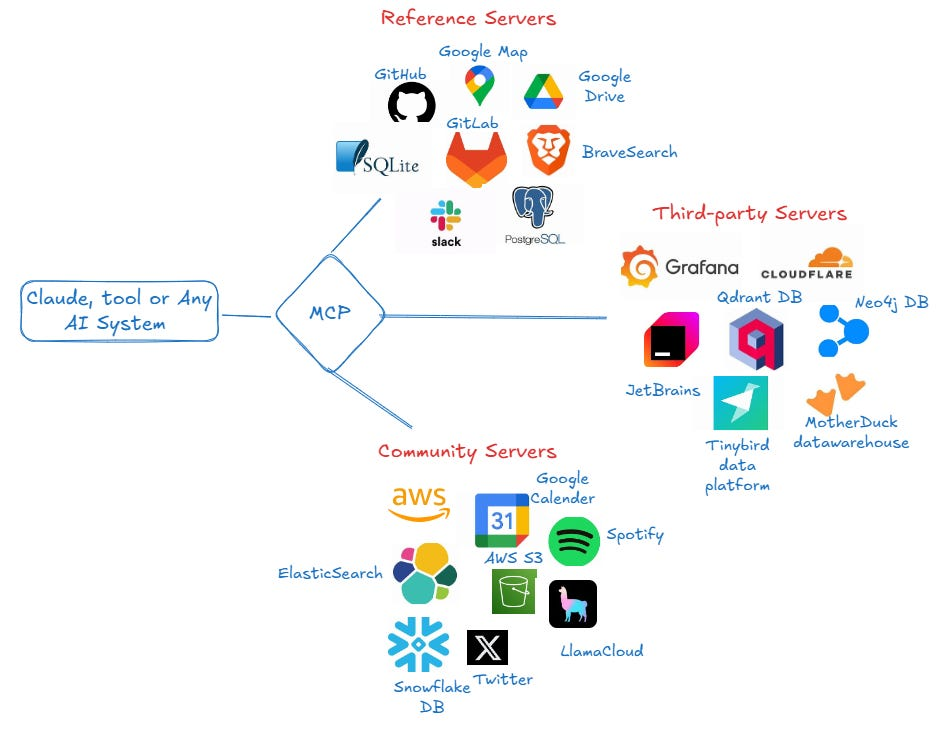 Reference Servers
Google Map
GitHub
Google
Drive
GitLab
SQLite
BraveSearch
slack
PostgreSQL
Third-party Servers
Grafana
CLOUDFLARE
Qdrant DB
Neo4j DB
Claude, tool or Any
AI System
MCP
JetBrains
MotherDuck
datawarehouse
Tinybird
data
platform
Community Servers
Google
Calender
aws
31
Spotify
AWS S3
ElasticSearch
LlamaCloud
Twitter
Snowflake
DB